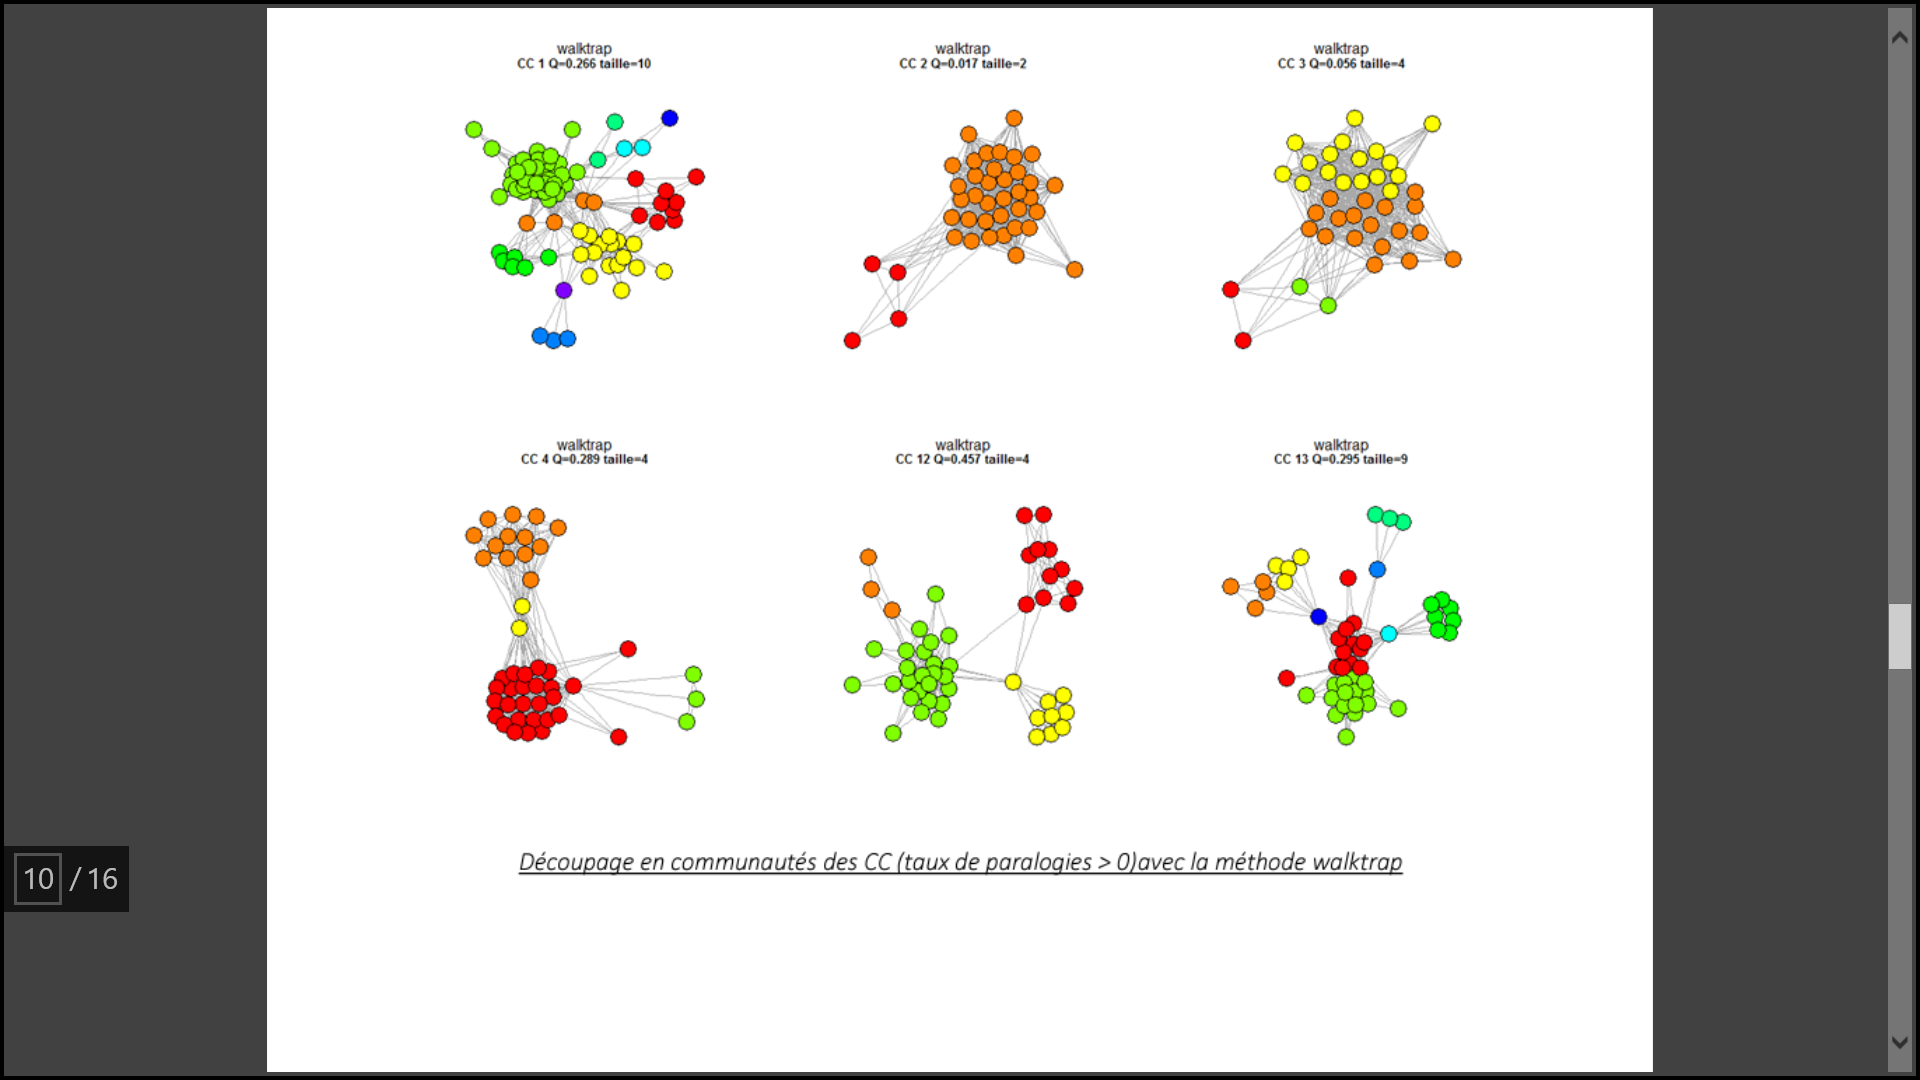 walktrap
CC 1 Q=0.266 taille=10
walktrap
CC 2 Q=0.017 taille=2
walktrap
CC 3 Q=0.056 taille=4
walktrap
CC 4 Q=0.289 taille=4
walktrap
CC 12 Q=0.457 taille=4
walktrap
CC 13 Q=0.295 taille=9
Découpage en communautés des CC (taux de paralogies > 0)avec la méthode walktrap
10 / 16